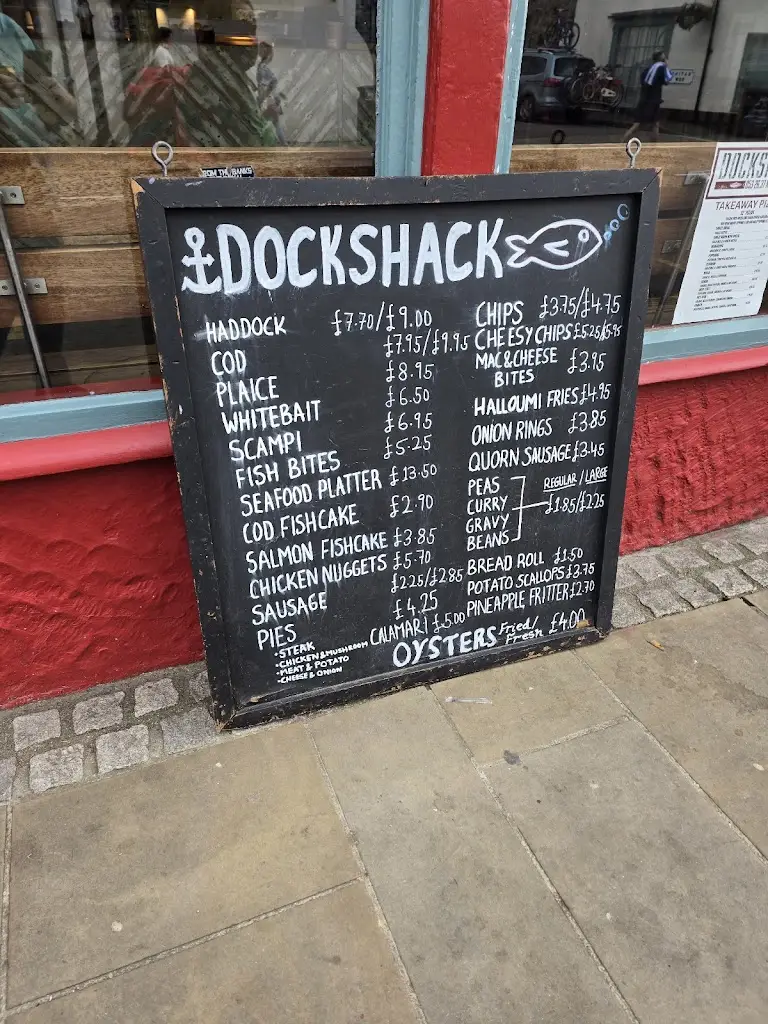 DOCKSHACK
HADDOCK £7.70/£9.00
COD £7.95/£9.95
PLAICE £8.95
WHITEBAIT £6.50
SCAMPI £6.95
FISH BITES £5.25
SEAFOOD PLATTER £13.50
COD FISHCAKE £2.90
SALMON FISHCAKE £3.85
CHICKEN NUGGETS £5.70
SAUSAGE £2.25/£2.85
PIES £4.25
• STEAK
• CHICKEN & MUSHROOM
• MEAT & POTATO
• CHEESE & ONION
CALAMARI £5.00
CHIPS £3.75/£4.75
CHEESY CHIPS £5.25/5.95
MAC&CHEESE BITES £3.95
HALLOUMI FRIES £4.95
ONION RINGS £3.85
QUORN SAUSAGE £3.45
REGULAR / LARGE
PEAS
CURRY £1.85/£2.25
GRAVY
BEANS
BREAD ROLL £1.50
POTATO SCALLOPS £3.75
PINEAPPLE FRITTER £2.70
OYSTERS Fried/Fresh £4.00
DOCKS
TAKEAWAY PI